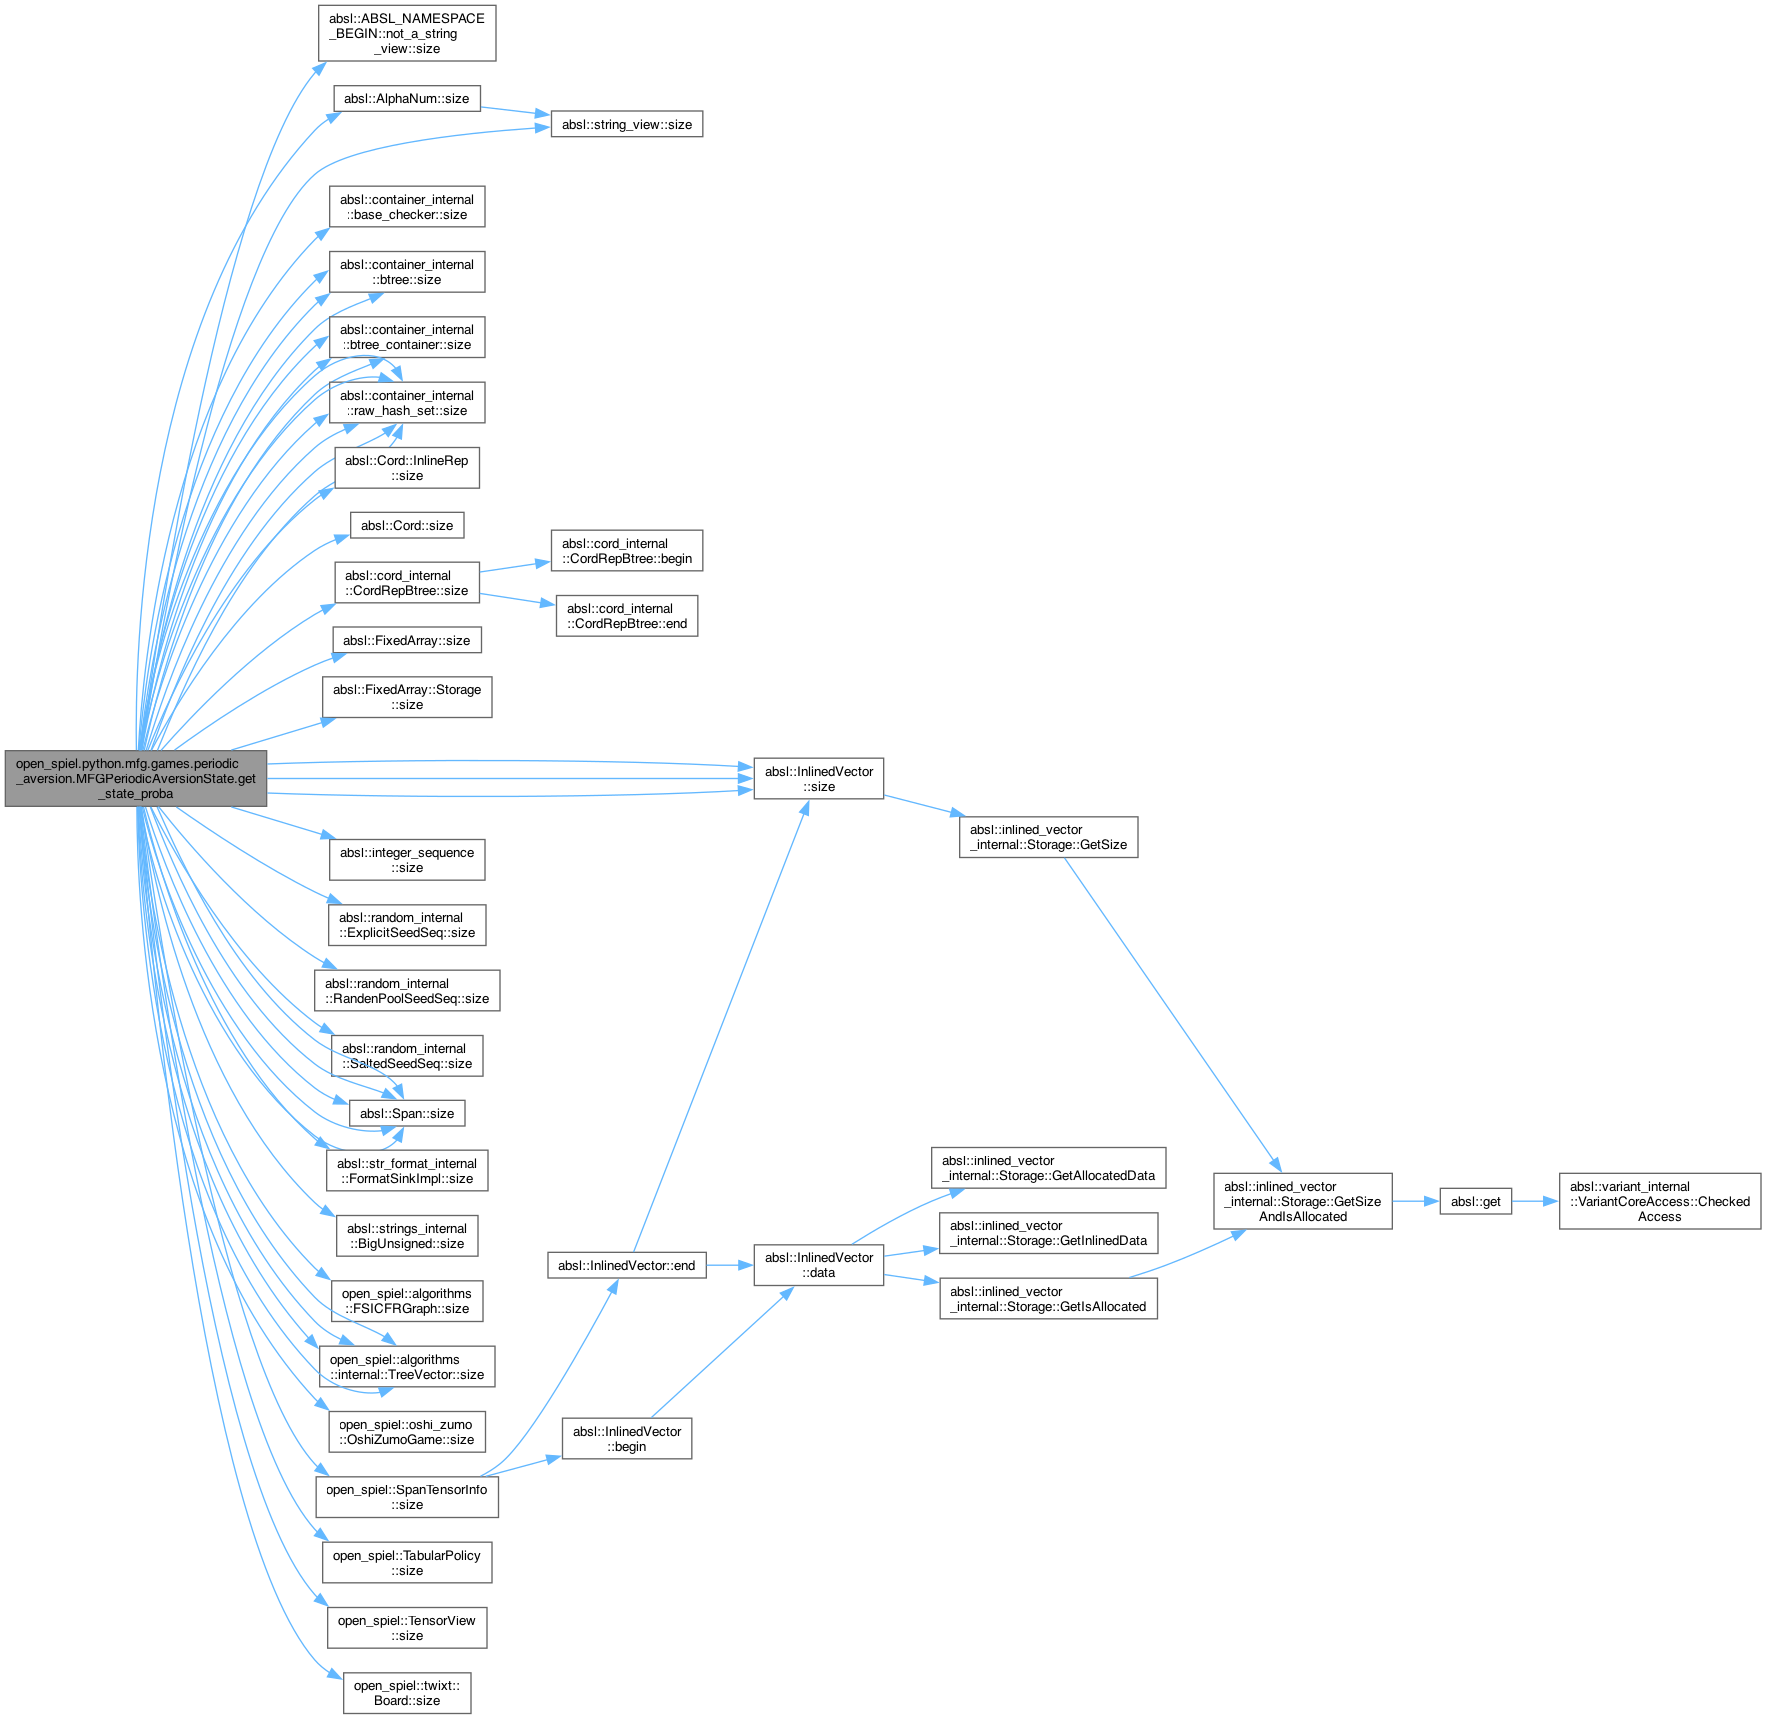 absl::ABSL_NAMESPACE
_BEGIN::not_a_string
_view::size
absl::AlphaNum::size
absl::string_view::size
absl::container_internal
::base_checker::size
absl::container_internal
::btree::size
absl::container_internal
::btree_container::size
absl::container_internal
::raw_hash_set::size
absl::Cord::InlineRep
::size
absl::Cord::size
absl::cord_internal
::CordRepBtree::size
absl::cord_internal
::CordRepBtree::begin
absl::cord_internal
::CordRepBtree::end
absl::FixedArray::size
absl::FixedArray::Storage
::size
open_spiel.python.mfg.games.periodic
_aversion.MFGPeriodicAversionState.get
_state_proba
absl::InlinedVector
::size
absl::inlined_vector
_internal::Storage::GetSize
absl::integer_sequence
::size
absl::random_internal
::ExplicitSeedSeq::size
absl::random_internal
::RandenPoolSeedSeq::size
absl::random_internal
::SaltedSeedSeq::size
absl::Span::size
absl::str_format_internal
::FormatSinkImpl::size
absl::strings_internal
::BigUnsigned::size
open_spiel::algorithms
::FSICFRGraph::size
open_spiel::algorithms
::internal::TreeVector::size
open_spiel::oshi_zumo
::OshiZumoGame::size
open_spiel::SpanTensorInfo
::size
open_spiel::TabularPolicy
::size
open_spiel::TensorView
::size
open_spiel::twixt::
Board::size
absl::InlinedVector::end
absl::InlinedVector
::begin
absl::InlinedVector
::data
absl::inlined_vector
_internal::Storage::GetAllocatedData
absl::inlined_vector
_internal::Storage::GetInlinedData
absl::inlined_vector
_internal::Storage::GetIsAllocated
absl::inlined_vector
_internal::Storage::GetSize
AndIsAllocated
absl::get
absl::variant_internal
::VariantCoreAccess::Checked
Access